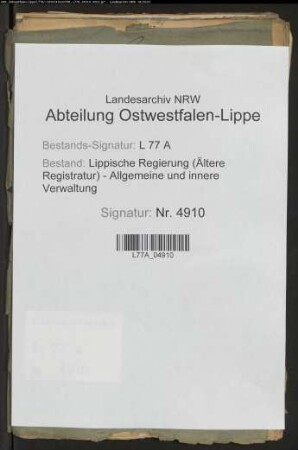 Landesarchiv NRW
Abteilung Ostwestfalen-Lippe
Bestands-Signatur: L 77 A
Bestand: Lippische Regierung (Ältere
Registratur) - Allgemeine und innere
Verwaltung
Signatur: Nr. 4910
L77A_04910